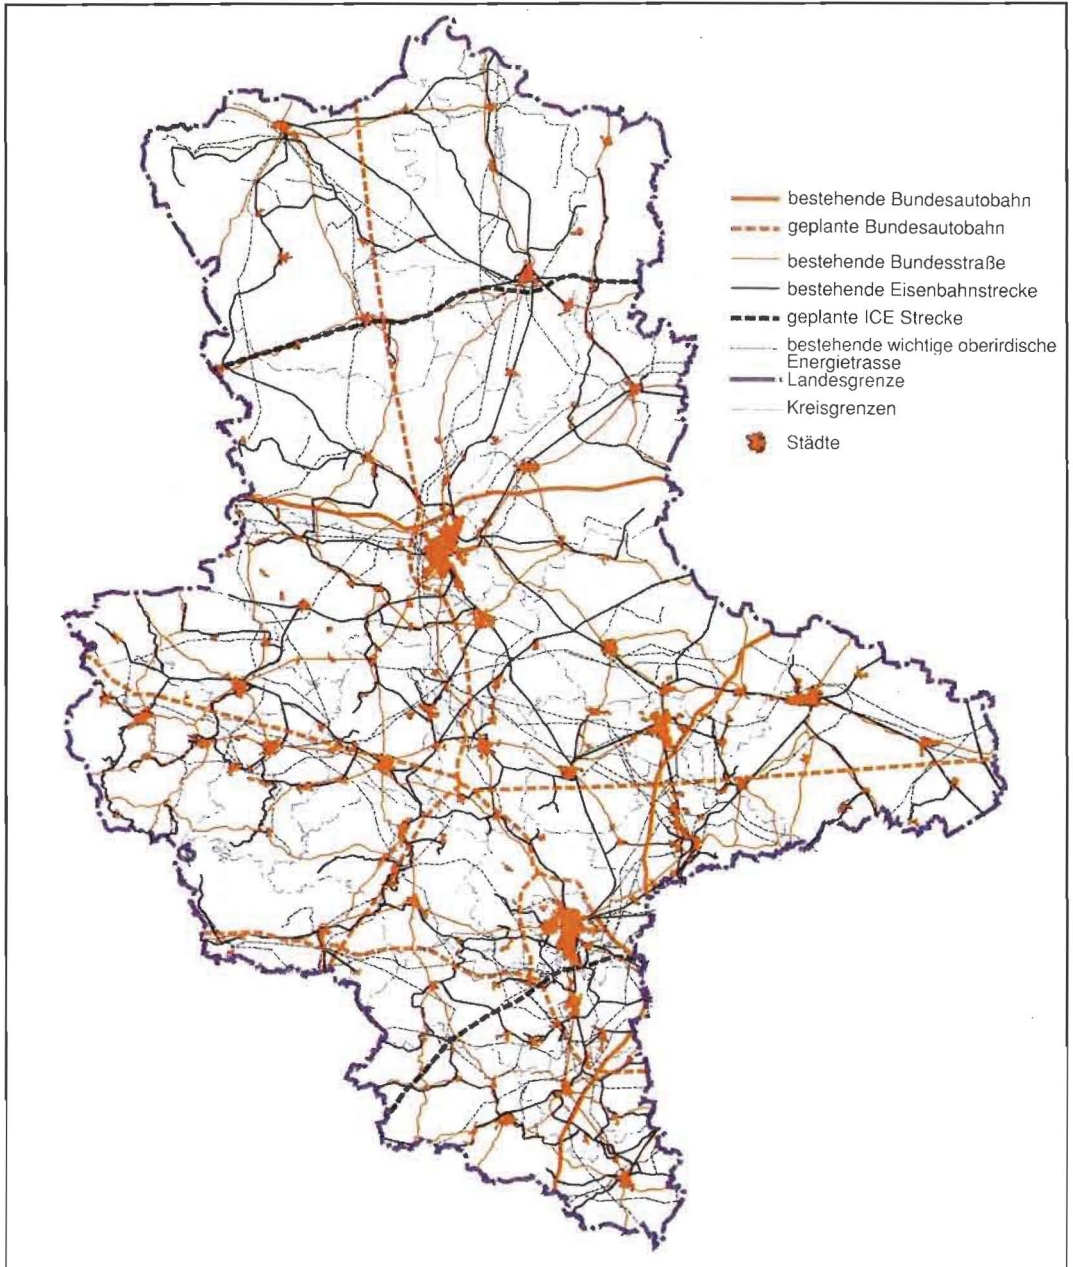 bestehende Bundesautobahn
geplante Bundesautobahn
bestehende Bundesstraße
bestehende Eisenbahnstrecke
geplante ICE Strecke
bestehende wichtige oberirdische
Energietrasse
Landesgrenze
Kreisgrenzen
Städte